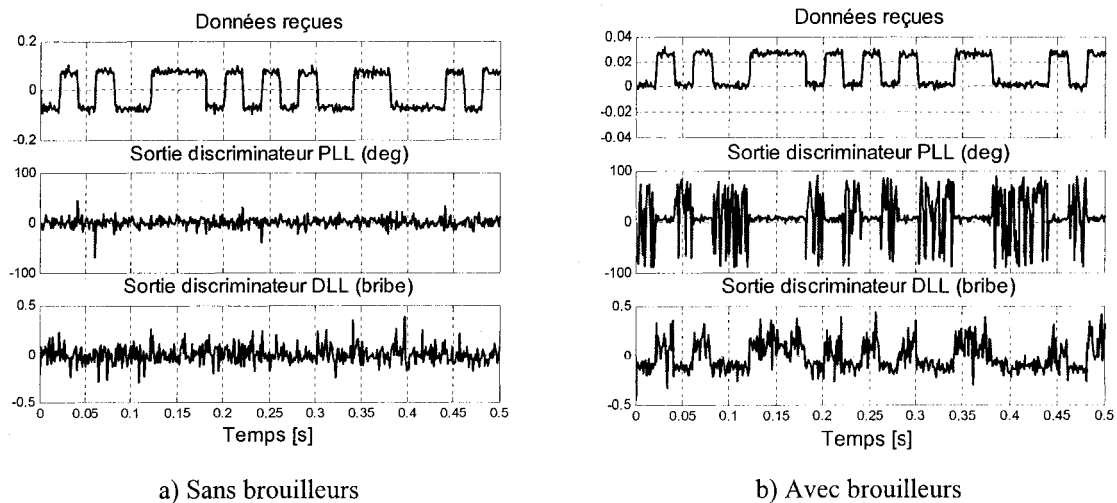 Données reçues
0.2
0
-0.2
Sortie discriminateur PLL (deg)
100
0
-100
Sortie discriminateur DLL (bribe)
0.5
0
-0.5
0 0.05 0.1 0.15 0.2 0.25 0.3 0.35 0.4 0.45 0.5
Temps [s]
a) Sans brouilleurs
Données reçues
0.04
0.02
0
-0.02
-0.04
Sortie discriminateur PLL (deg)
100
0
-100
Sortie discriminateur DLL (bribe)
0.5
0
-0.5
0 0.05 0.1 0.15 0.2 0.25 0.3 0.35 0.4 0.45 0.5
Temps [s]
b) Avec brouilleurs